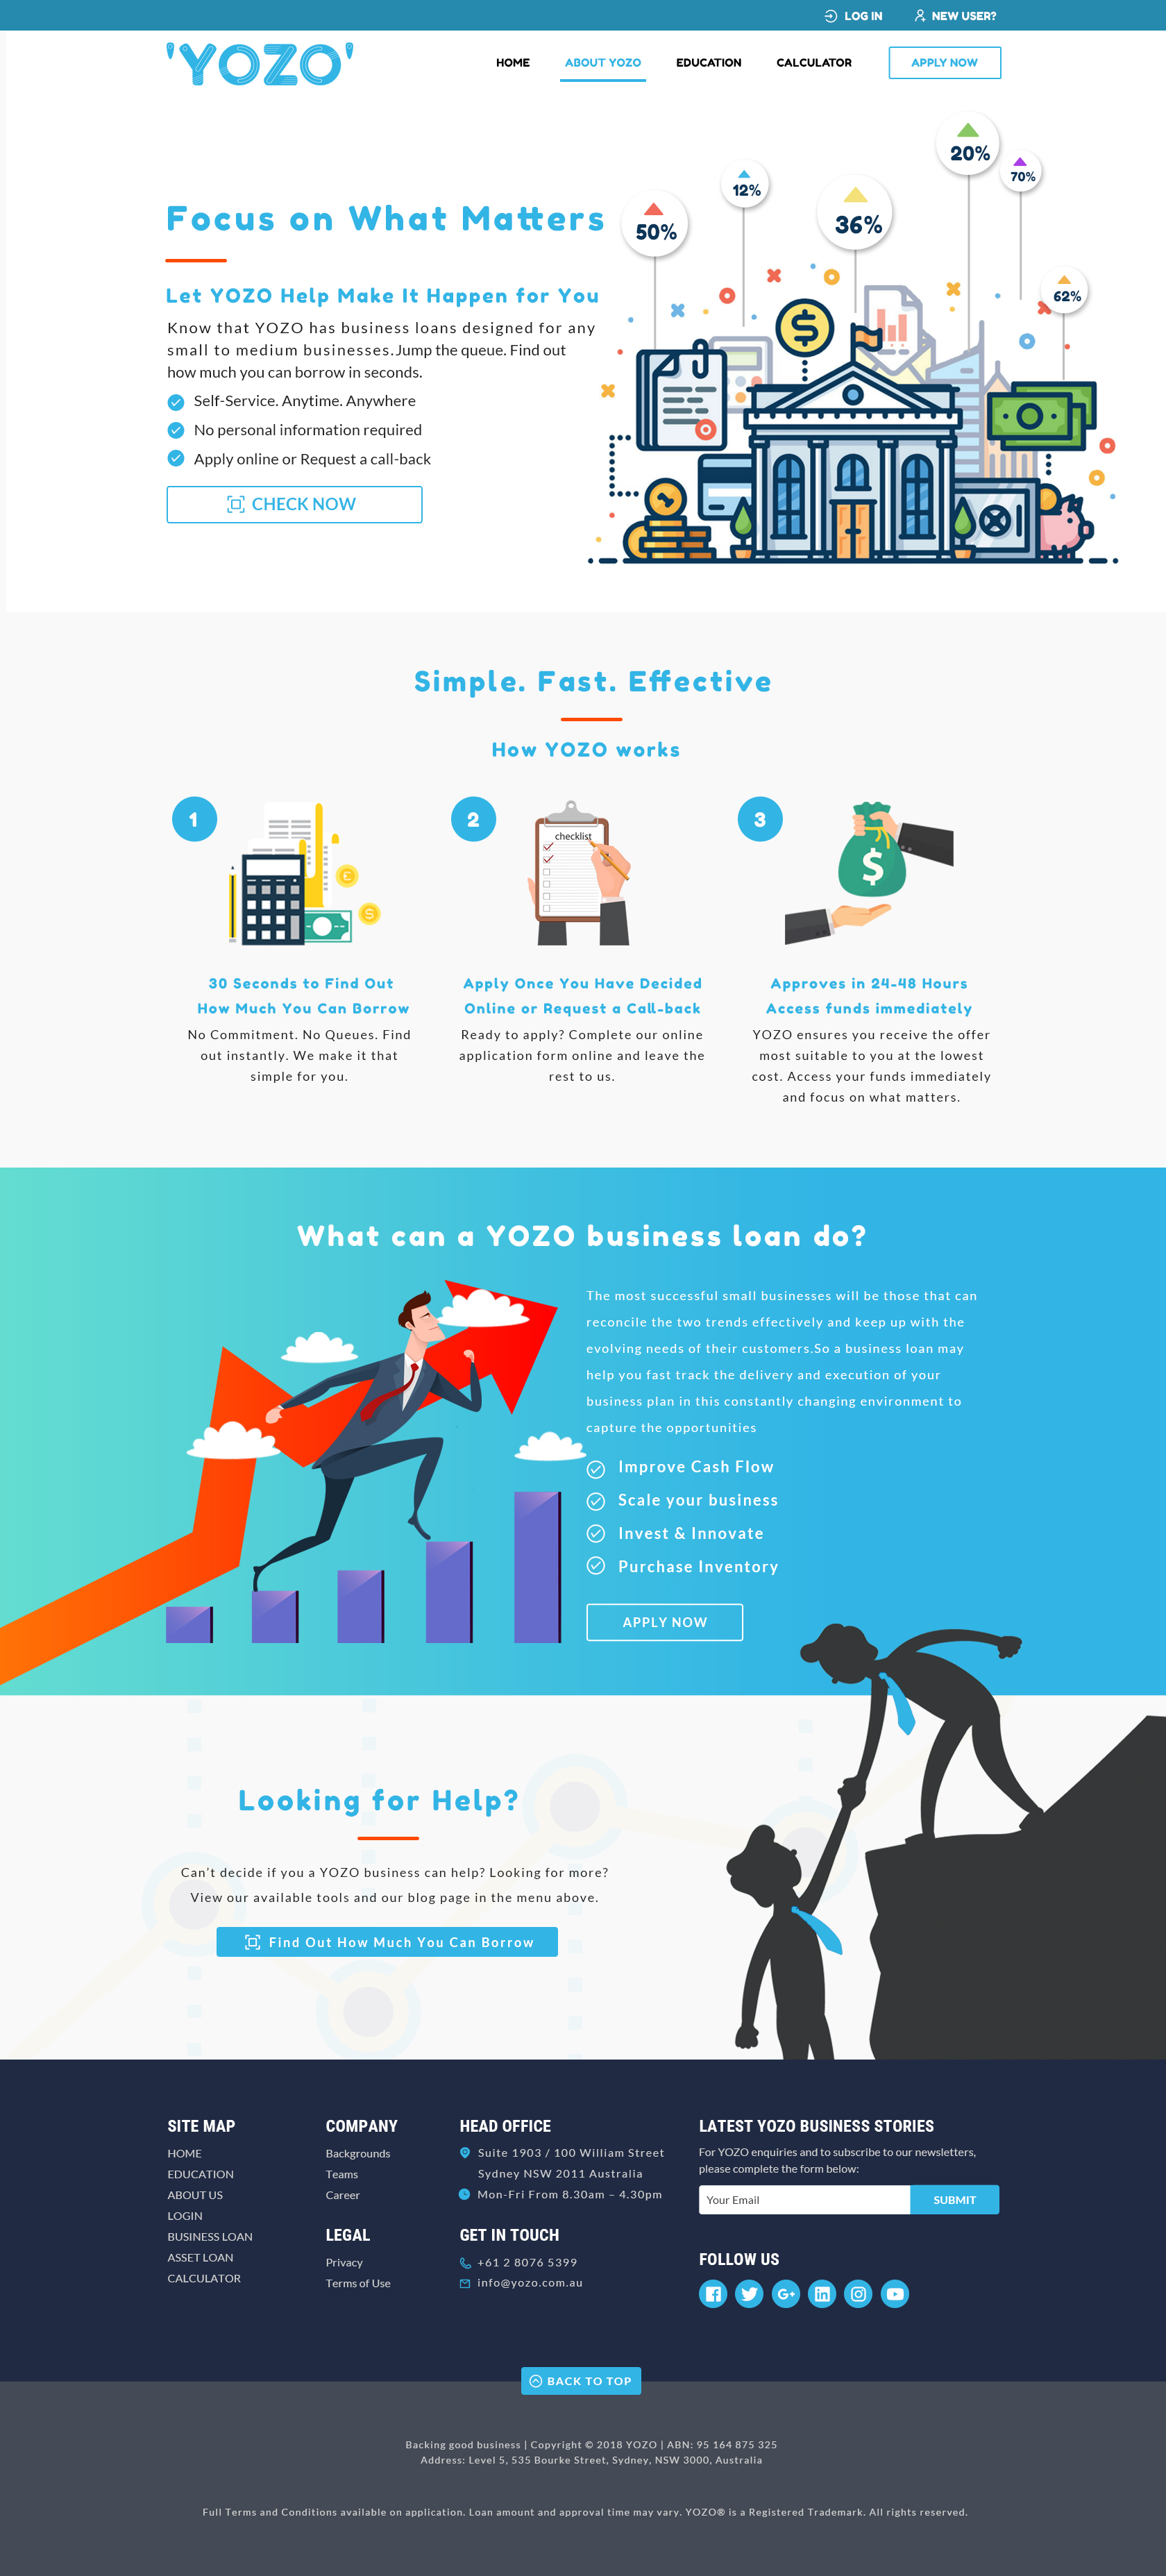 LOG IN
NEW USER?
'YOZO'
HOME
ABOUT YOZO
EDUCATION
CALCULATOR
APPLY NOW
20%
70%
12%
36%
50%
62%
Focus on What Matters
Let YOZO Help Make It Happen for You
Know that YOZO has business loans designed for any
small to medium businesses.Jump the queue. Find out
how much you can borrow in seconds.
Self-Service. Anytime. Anywhere
No personal information required
Apply online or Request a call-back
CHECK NOW
$
Simple. Fast. Effective
How YOZO works
1
£
$
2
checklist
3
$
30 Seconds to Find Out
How Much You Can Borrow
No Commitment. No Queues. Find
out instantly. We make it that
simple for you.
Apply Once You Have Decided
Online or Request a Call-back
Ready to apply? Complete our online
application form online and leave the
rest to us.
Approves in 24-48 Hours
Access funds immediately
YOZO ensures you receive the offer
most suitable to you at the lowest
cost. Access your funds immediately
and focus on what matters.
What can a YOZO business loan do?
The most successful small businesses will be those that can
reconcile the two trends effectively and keep up with the
evolving needs of their customers.So a business loan may
help you fast track the delivery and execution of your
business plan in this constantly changing environment to
capture the opportunities
Improve Cash Flow
Scale your business
Invest & Innovate
Purchase Inventory
APPLY NOW
Looking for Help?
Can't decide if you a YOZO business can help? Looking for more?
View our available tools and our blog page in the menu above.
Find Out How Much You Can Borrow
SITE MAP
HOME
EDUCATION
ABOUT US
LOGIN
BUSINESS LOAN
ASSET LOAN
CALCULATOR
COMPANY
Backgrounds
Teams
Career
LEGAL
Privacy
Terms of Use
HEAD OFFICE
Suite 1903 / 100 William Street
Sydney NSW 2011 Australia
Mon-Fri From 8.30am – 4.30pm
GET IN TOUCH
+61 2 8076 5399
info@yozo.com.au
LATEST YOZO BUSINESS STORIES
For YOZO enquiries and to subscribe to our newsletters,
please complete the form below:
Your Email
SUBMIT
FOLLOW US
BACK TO TOP
Backing good business | Copyright © 2018 YOZO | ABN: 95 164 875 325
Address: Level 5, 535 Bourke Street, Sydney, NSW 3000, Australia
Full Terms and Conditions available on application. Loan amount and approval time may vary. YOZO® is a Registered Trademark. All rights reserved.